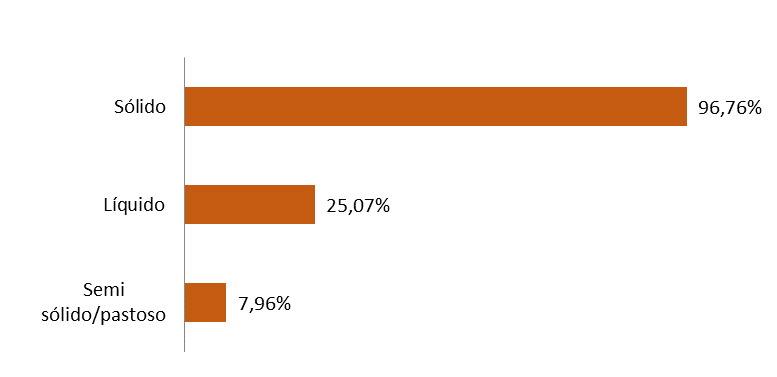 Sólido
96,76%
Líquido
25,07%
Semi
sólido/pastoso
7,96%